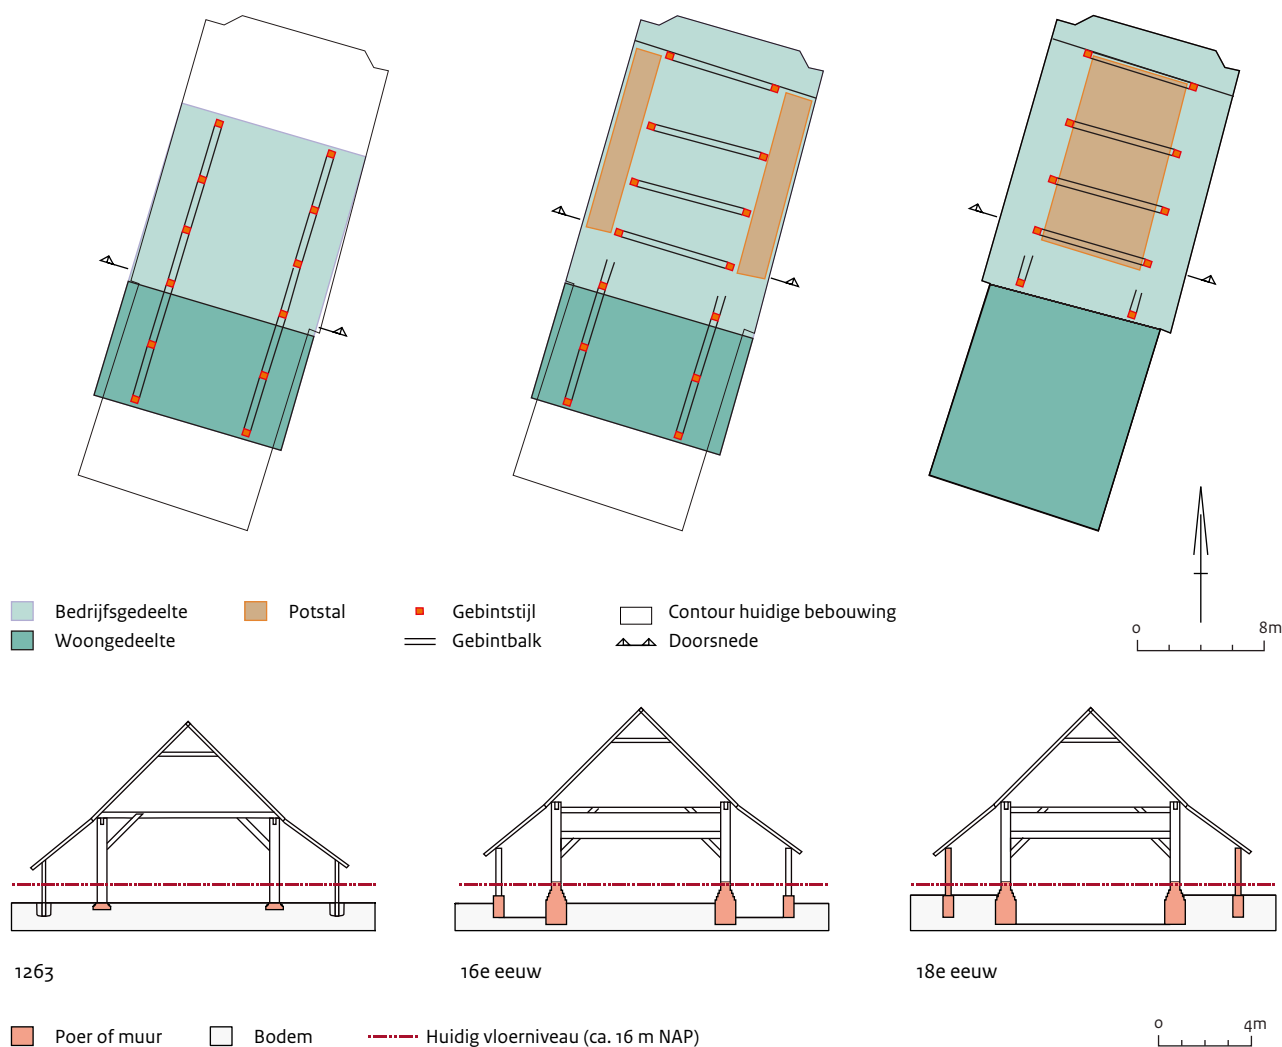 Bedrijfsgedeelte Potstal Gebintstijl Contour huidige bebouwing
Woongedeelte Gebintbalk Doorsnede
0 8m
1263 16e eeuw 18e eeuw
Poer of muur Bodem Huidig vloerniveau (ca. 16 m NAP)
0 4m